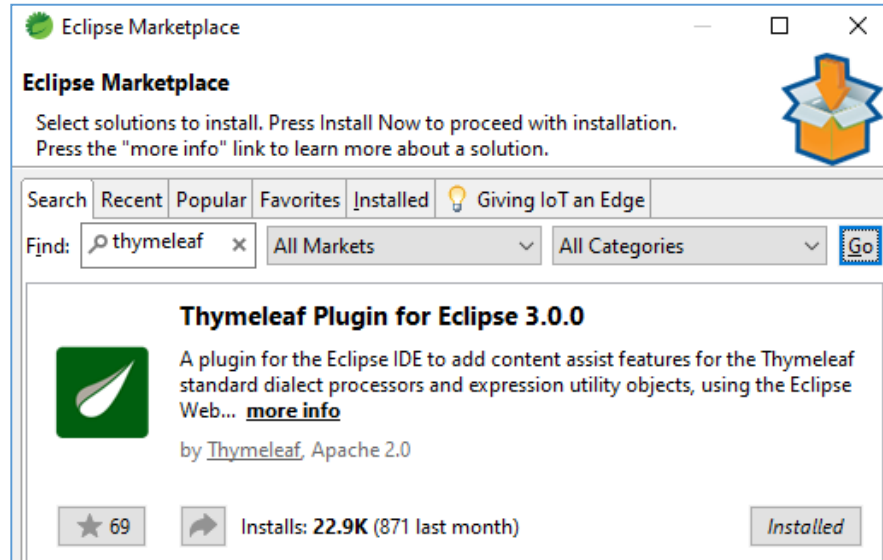 Eclipse Marketplace
Eclipse Marketplace
Select solutions to install. Press Install Now to proceed with installation.
Press the "more info" link to learn more about a solution.
Search Recent Popular Favorites Installed Giving IoT an Edge
Find: thymeleaf All Markets All Categories Go
Thymeleaf Plugin for Eclipse 3.0.0
A plugin for the Eclipse IDE to add content assist features for the Thymeleaf
standard dialect processors and expression utility objects, using the Eclipse
Web... more info
by Thymeleaf, Apache 2.0
69 Installs: 22.9K (871 last month) Installed